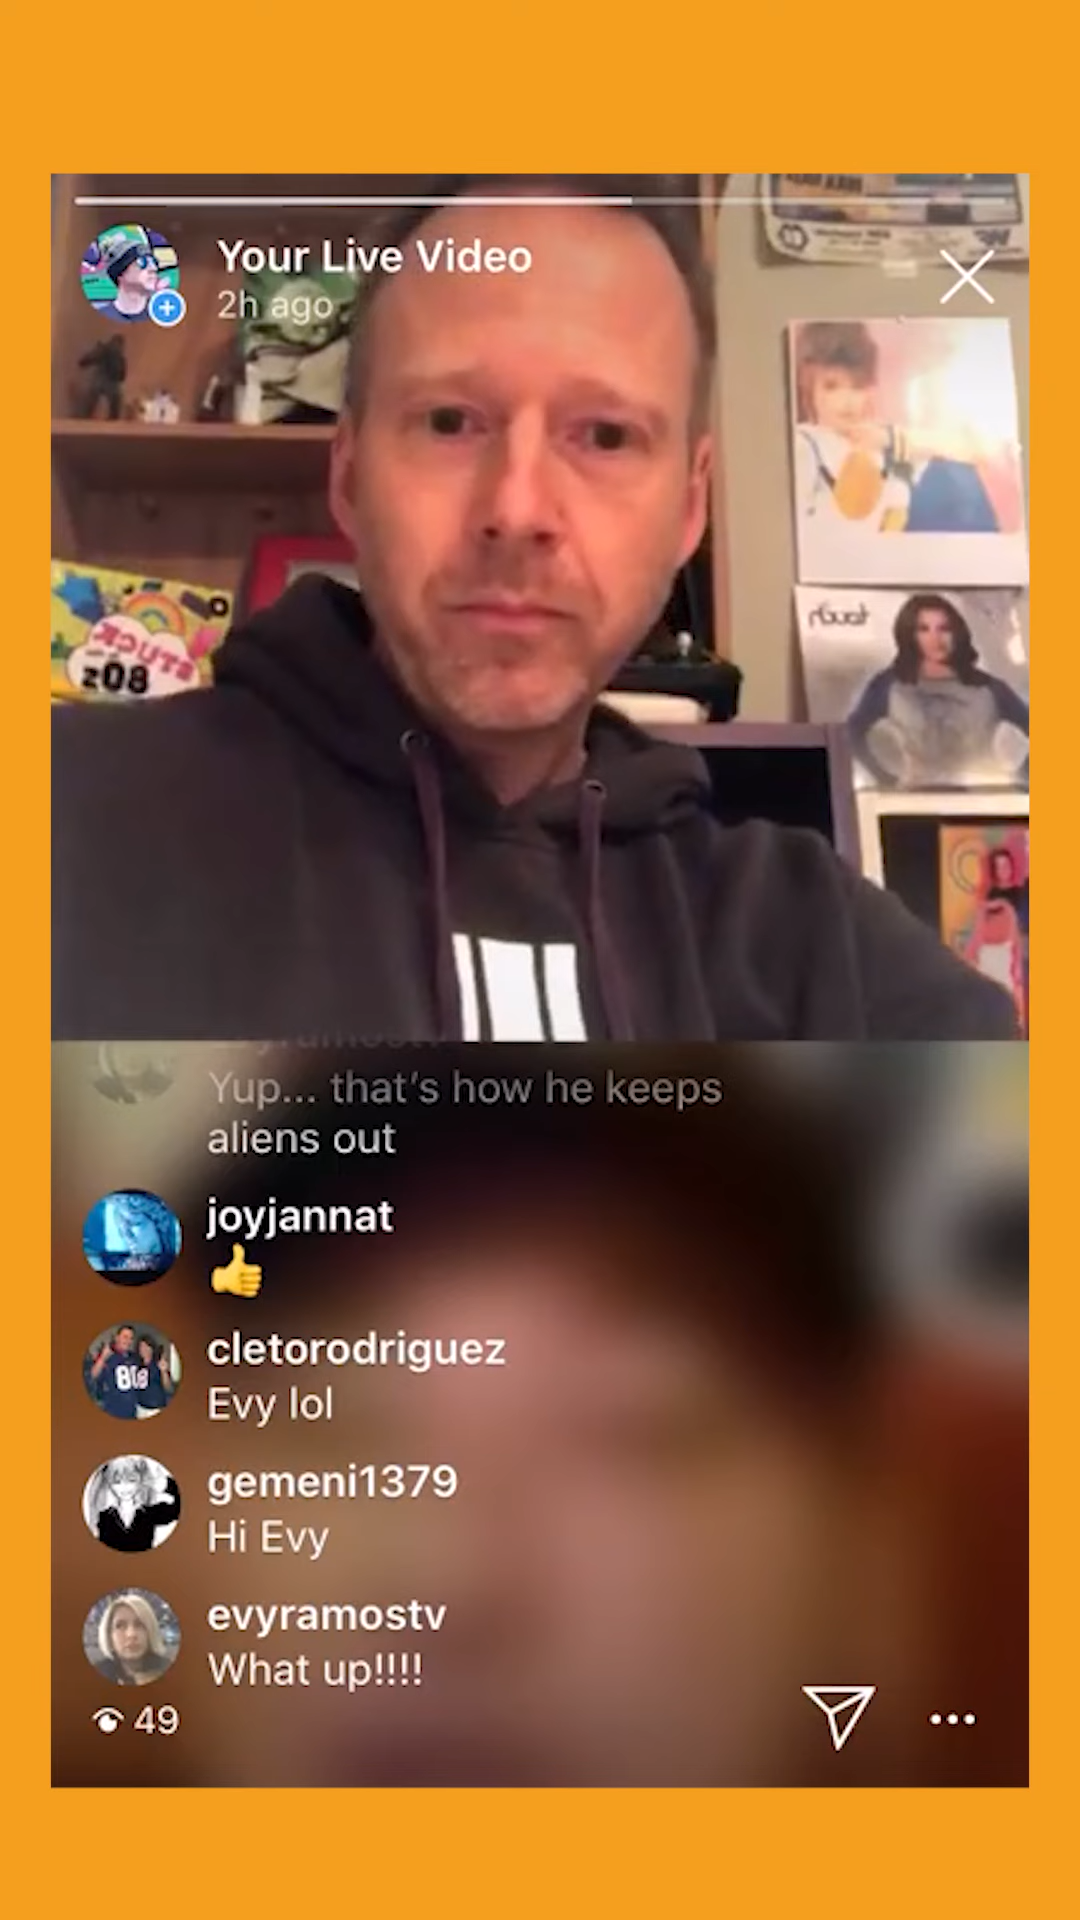 Your Live Video
2h ago
z08
Yup... that's how he keeps
aliens out
joyjannat
👍
cletorodriguez
Evy lol
gemeni1379
Hi Evy
evyramostv
What up!!!!
49